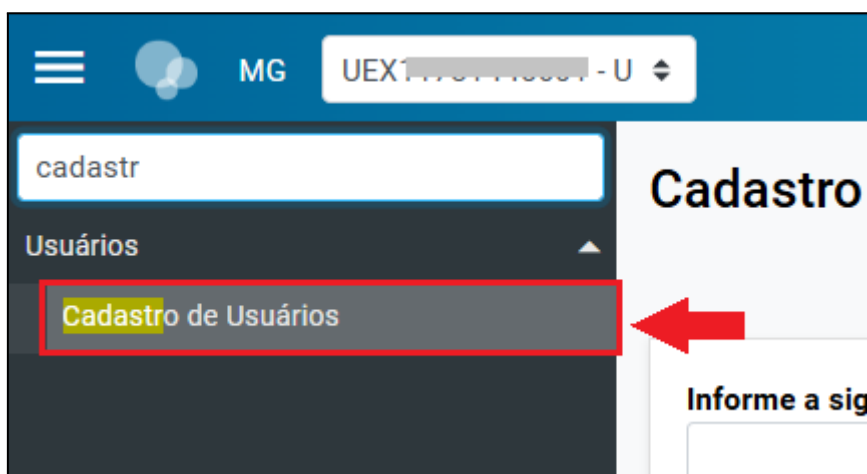 MG
UEX - U
cadastr
Cadastro
Usuários
Cadastro de Usuários
Informe a sig